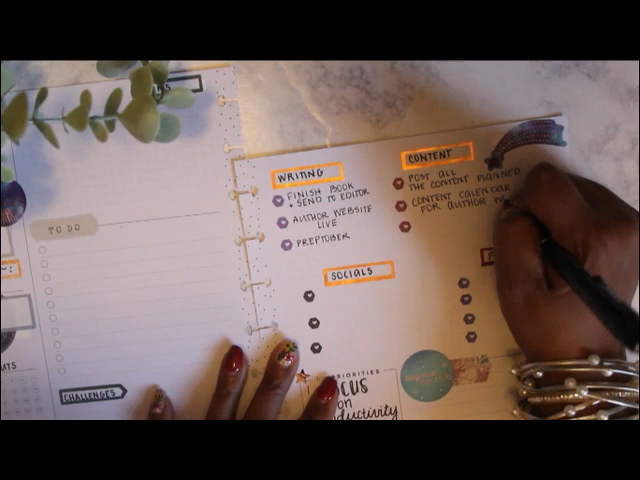 TO DO
CHALLENGES
WRITING
FINISH BOOK
+ SEND TO EDITOR
AUTHOR WEBSITE
LIVE
PREPTOBER
CONTENT
POST ALL
THE CONTENT PLANNED
CONTENT CALENDAR
FOR AUTHOR
SOCIALS
PRIORITIES
FOCUS
on
productivity